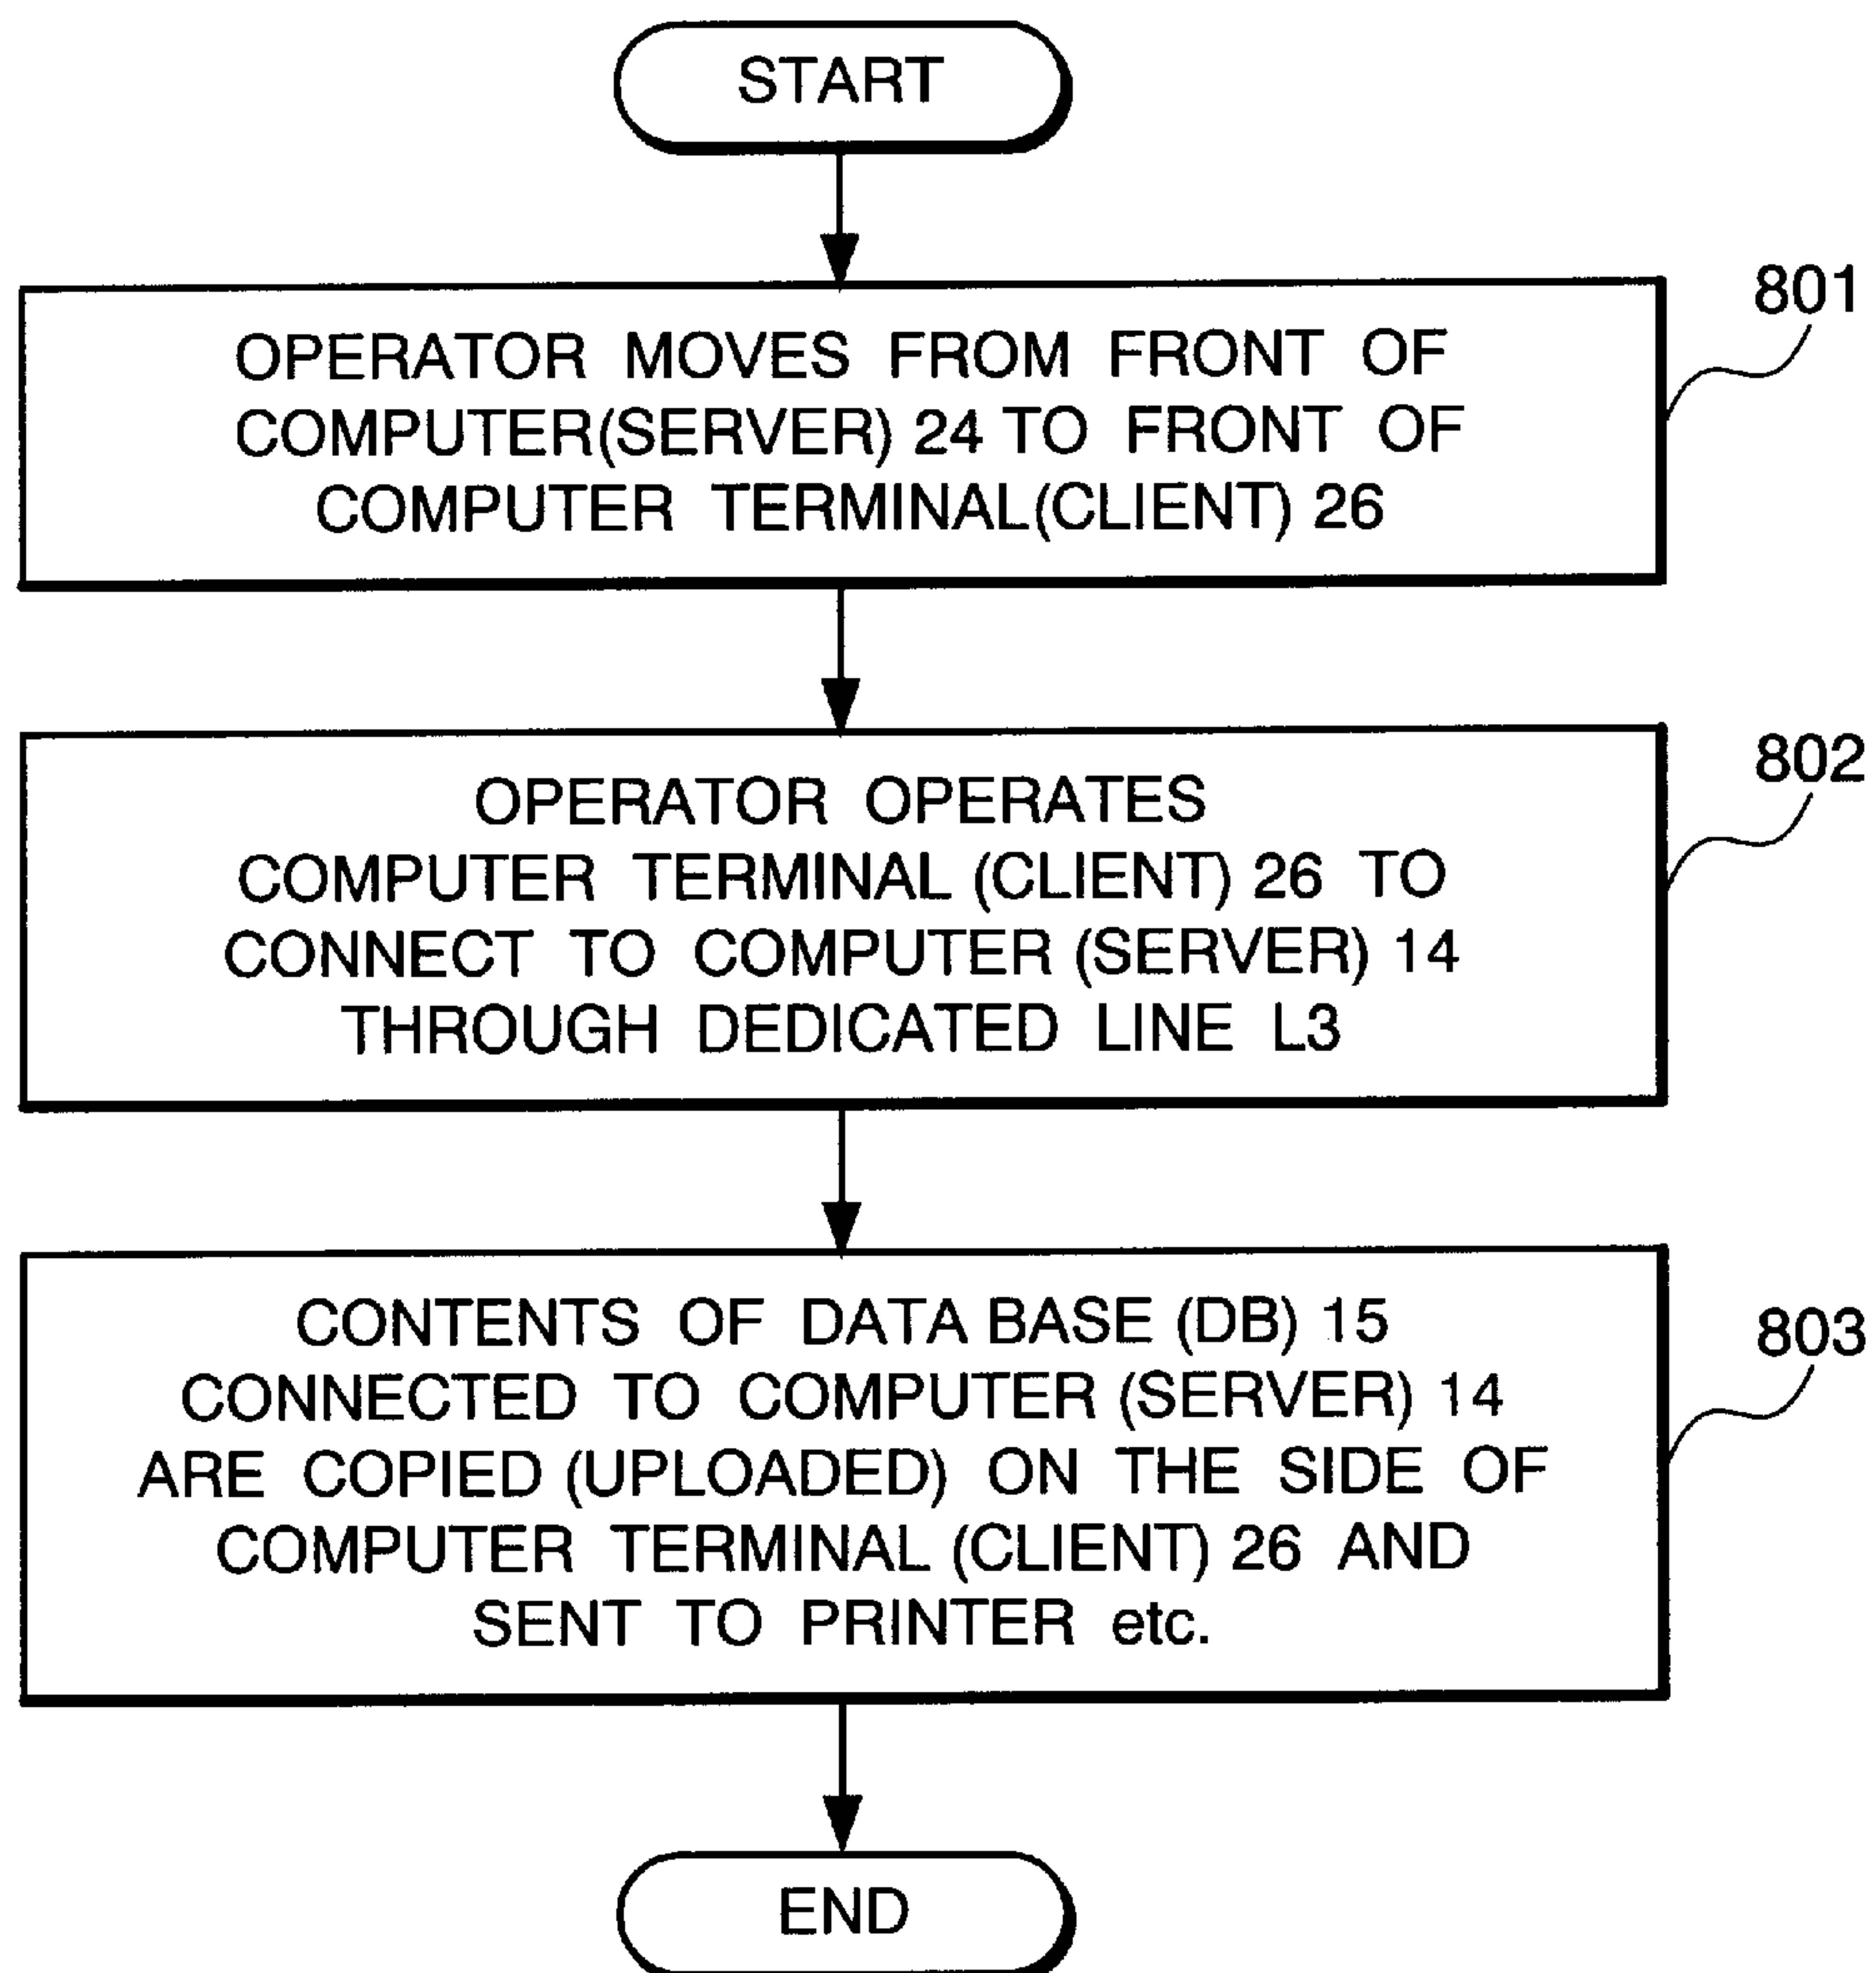 START
801
OPERATOR MOVES FROM FRONT OF
COMPUTER(SERVER) 24 TO FRONT OF
COMPUTER TERMINAL(CLIENT) 26
802
OPERATOR OPERATES
COMPUTER TERMINAL (CLIENT) 26 TO
CONNECT TO COMPUTER (SERVER) 14
THROUGH DEDICATED LINE L3
803
CONTENTS OF DATA BASE (DB) 15
CONNECTED TO COMPUTER (SERVER) 14
ARE COPIED (UPLOADED) ON THE SIDE OF
COMPUTER TERMINAL (CLIENT) 26 AND
SENT TO PRINTER etc.
END